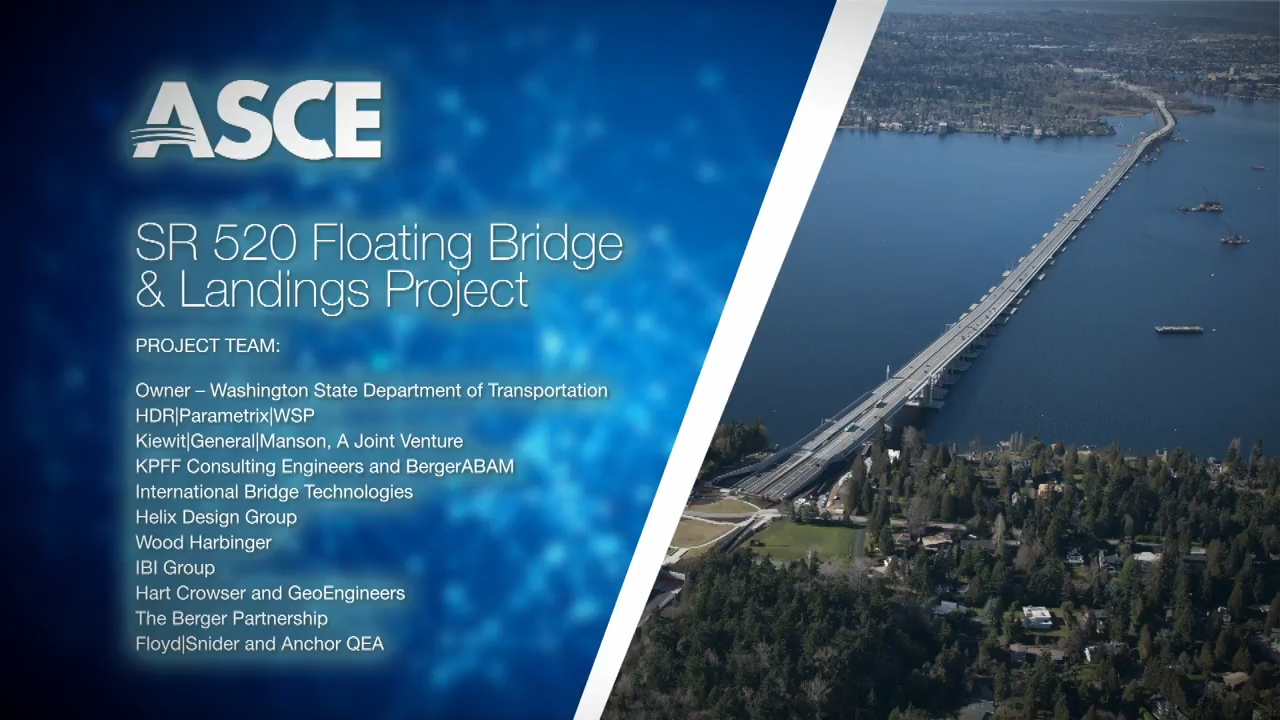 ASCE
SR 520 Floating Bridge
& Landings Project
PROJECT TEAM:
Owner – Washington State Department of Transportation
HDR|Parametrix|WSP
Kiewit|General|Manson, A Joint Venture
KPFF Consulting Engineers and BergerABAM
International Bridge Technologies
Helix Design Group
Wood Harbinger
IBI Group
Hart Crowser and GeoEngineers
The Berger Partnership
Floyd|Snider and Anchor QEA